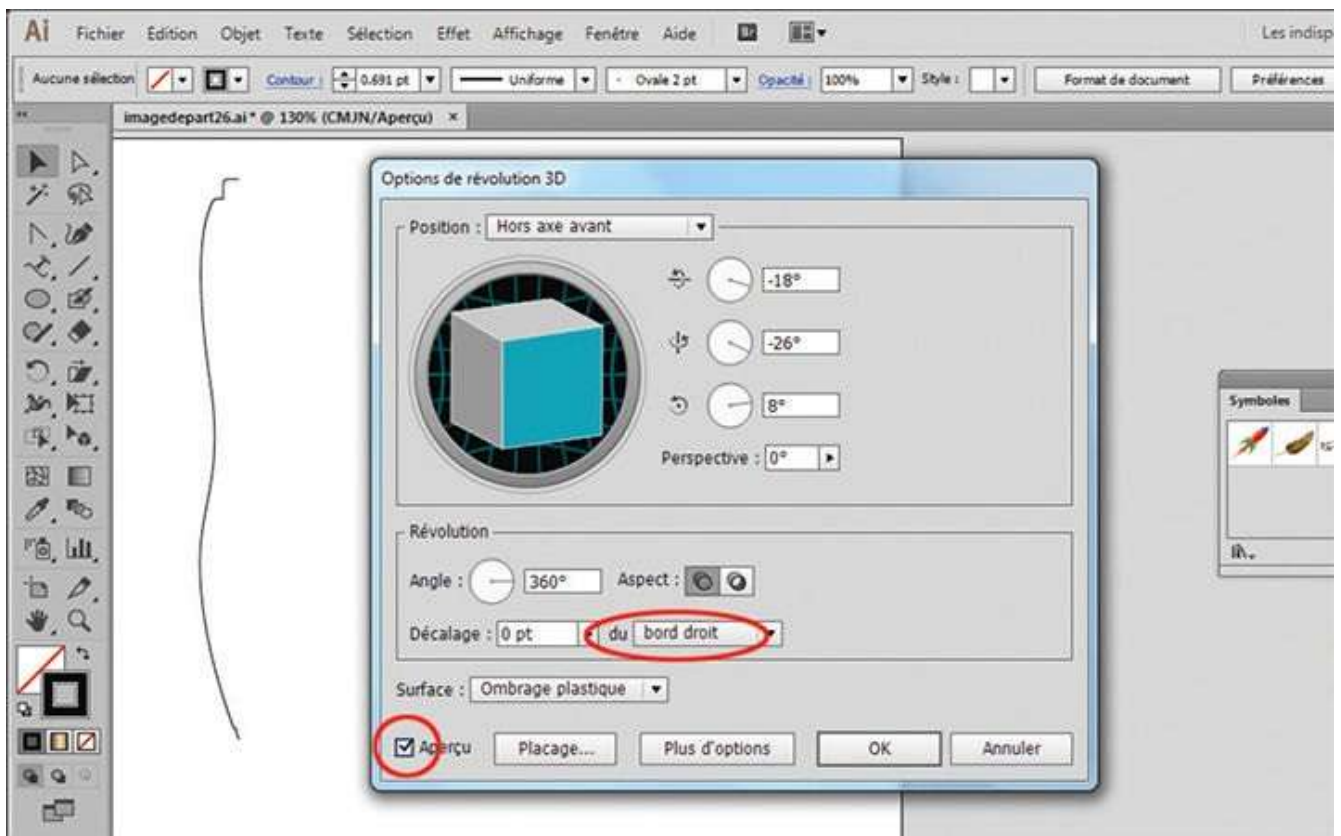 Ai Fichier Edition Objet Texte Sélection Effet Affichage Fenêtre Aide Br Les indisp
Aucune sélection Contour : 0.691 pt Uniforme Ovale 2 pt Opacité : 100% Style : Format de document Préférences
imagedepart26.ai* @ 130% (CMJN/Aperçu) ×
Options de révolution 3D
Position : Hors axe avant
-18°
-26°
8°
Perspective : 0°
Symboles
Révolution
Angle : 360° Aspect :
Décalage : 0 pt du bord droit
Surface : Ombrage plastique
Aperçu Placage... Plus d'options OK Annuler